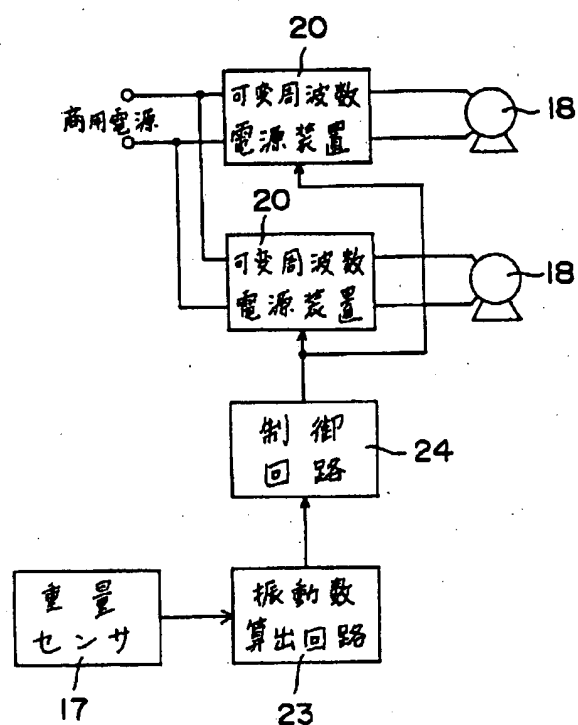 20
商用電源
可変周波数
電源装置
18
20
可変周波数
電源装置
18
制御
回路
24
重量
センサ
17
振動数
算出回路
23